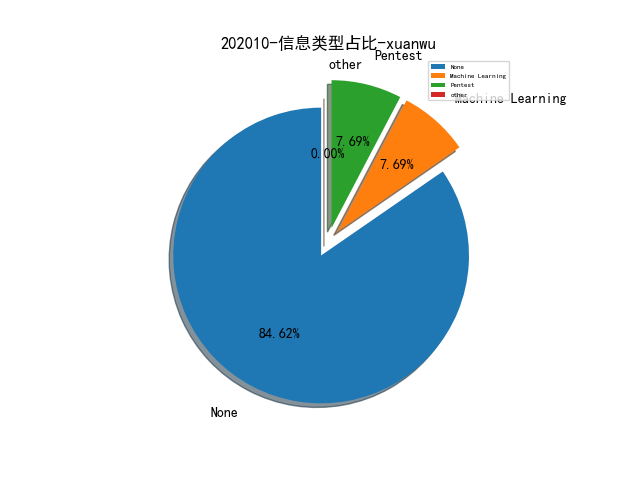 202010-信息类型占比-xuanwu
Pentest
other
None
Machine Learning
Pentest
other
Machine Learning
7.69%
0.00%
7.69%
84.62%
None